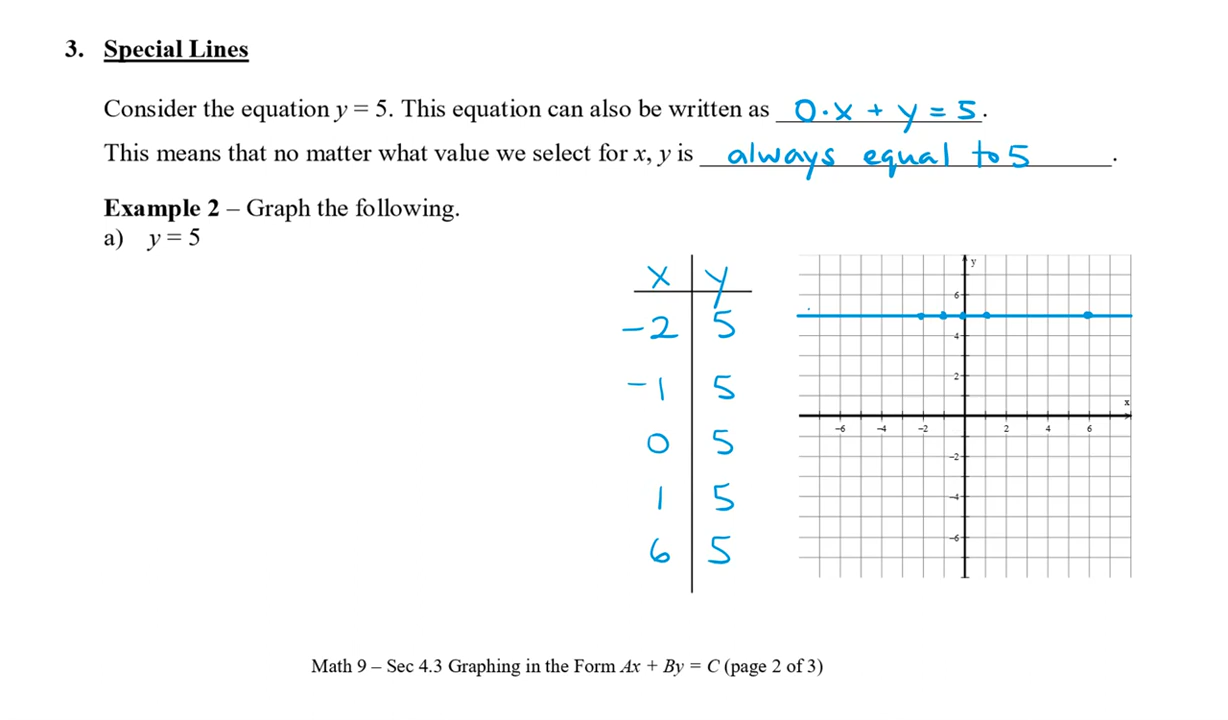 3. Special Lines
Consider the equation y = 5. This equation can also be written as 0·x + y = 5.
This means that no matter what value we select for x, y is always equal to 5.
Example 2 – Graph the following.
a) y = 5
x y
-2 5
-1 5
0 5
1 5
6 5
y
6
4
2
x
-6 -4 -2 2 4 6
-2
-4
-6
Math 9 – Sec 4.3 Graphing in the Form Ax + By = C (page 2 of 3)